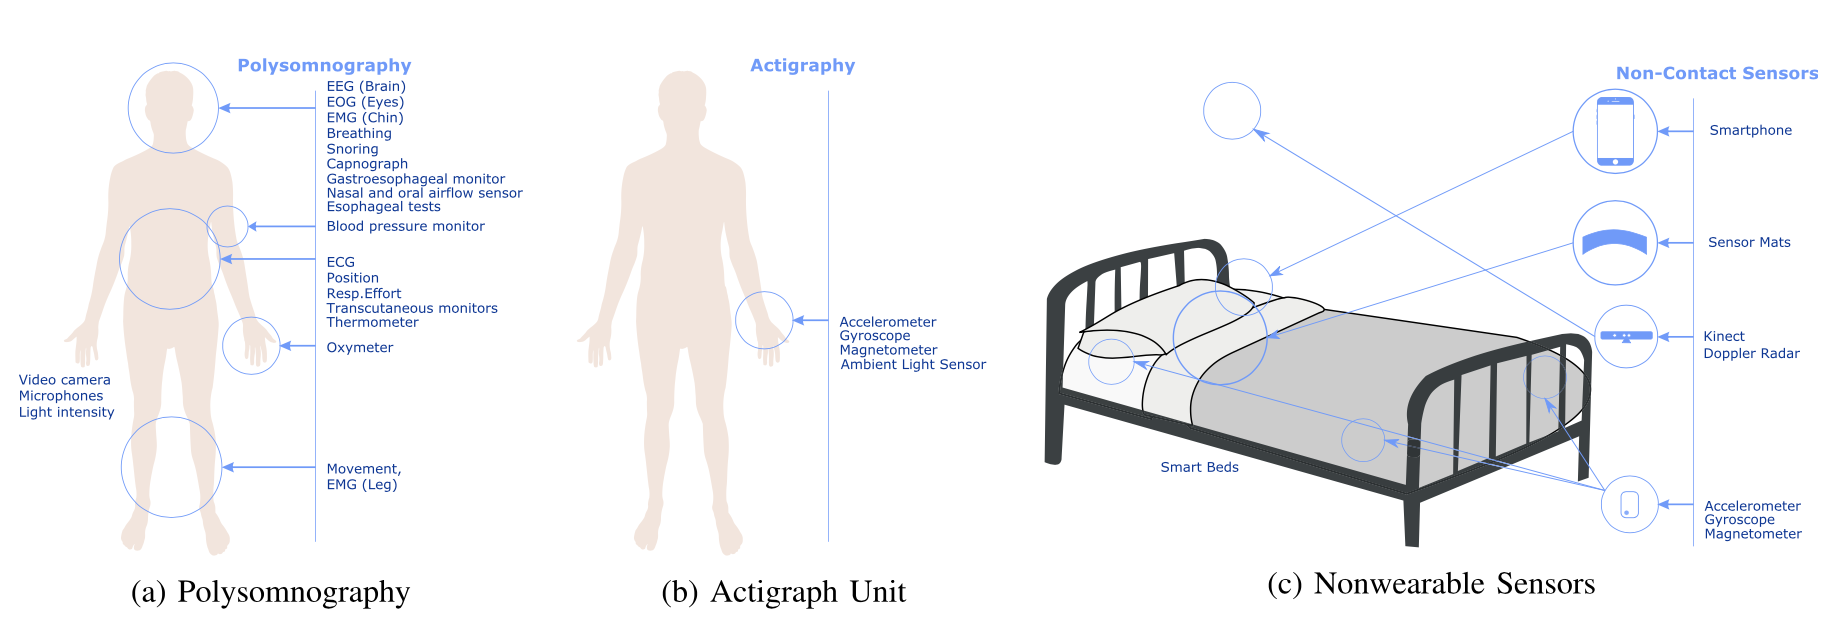 Polysomnography
EEG (Brain)
EOG (Eyes)
EMG (Chin)
Breathing
Snoring
Capnograph
Gastroesophageal monitor
Nasal and oral airflow sensor
Esophageal tests
Blood pressure monitor
ECG
Position
Resp.Effort
Transcutaneous monitors
Thermometer
Oxymeter
Video camera
Microphones
Light intensity
Movement,
EMG (Leg)
(a) Polysomnography
Actigraphy
Accelerometer
Gyroscope
Magnetometer
Ambient Light Sensor
(b) Actigraph Unit
Non-Contact Sensors
Smartphone
Sensor Mats
Kinect
Doppler Radar
Smart Beds
Accelerometer
Gyroscope
Magnetometer
(c) Nonwearable Sensors